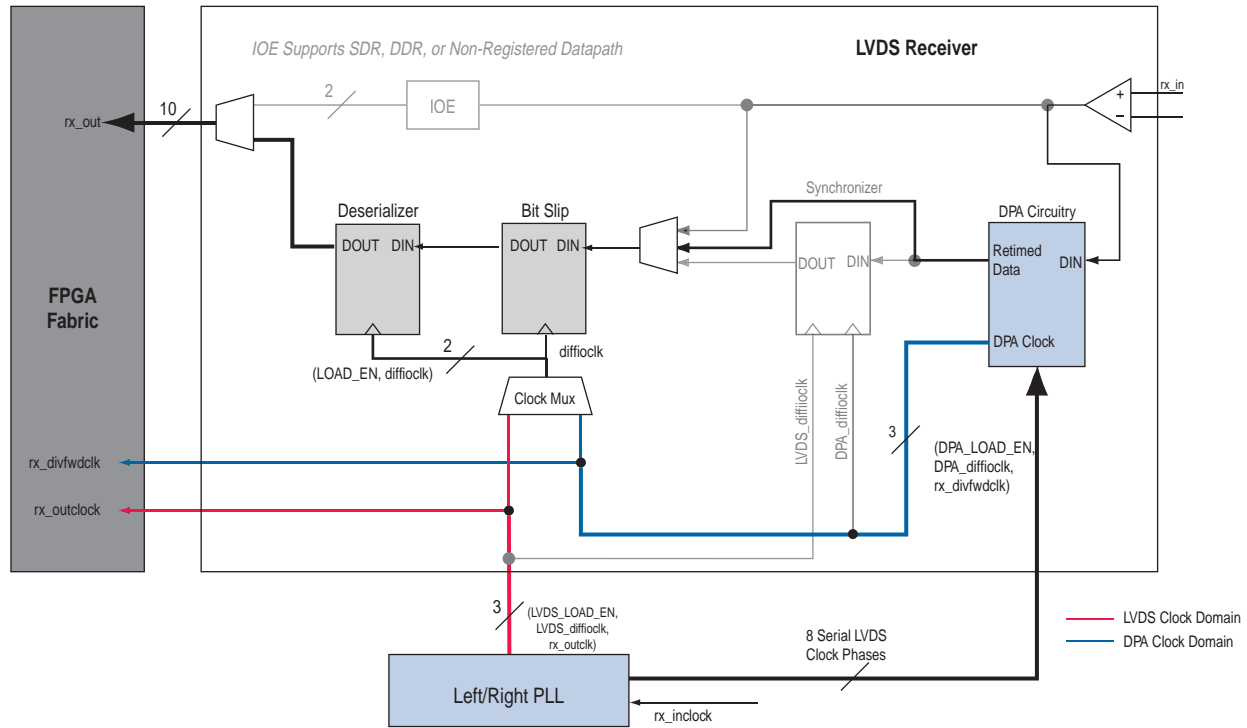 IOE Supports SDR, DDR, or Non-Registered Datapath
LVDS Receiver
rx_in
+
–
2
IOE
10
rx_out
Synchronizer
Deserializer
Bit Slip
DPA Circuitry
DOUT DIN
DOUT DIN
DOUT DIN
Retimed
Data
DIN
DPA Clock
FPGA
Fabric
2
(LOAD_EN, diffioclk)
diffioclk
Clock Mux
LVDS_diffiioclk
DPA_diffioclk
3
(DPA_LOAD_EN,
DPA_diffioclk,
rx_divfwdclk)
rx_divfwdclk
rx_outclock
3
(LVDS_LOAD_EN,
LVDS_diffioclk,
rx_outclk)
8 Serial LVDS
Clock Phases
LVDS Clock Domain
DPA Clock Domain
Left/Right PLL
rx_inclock